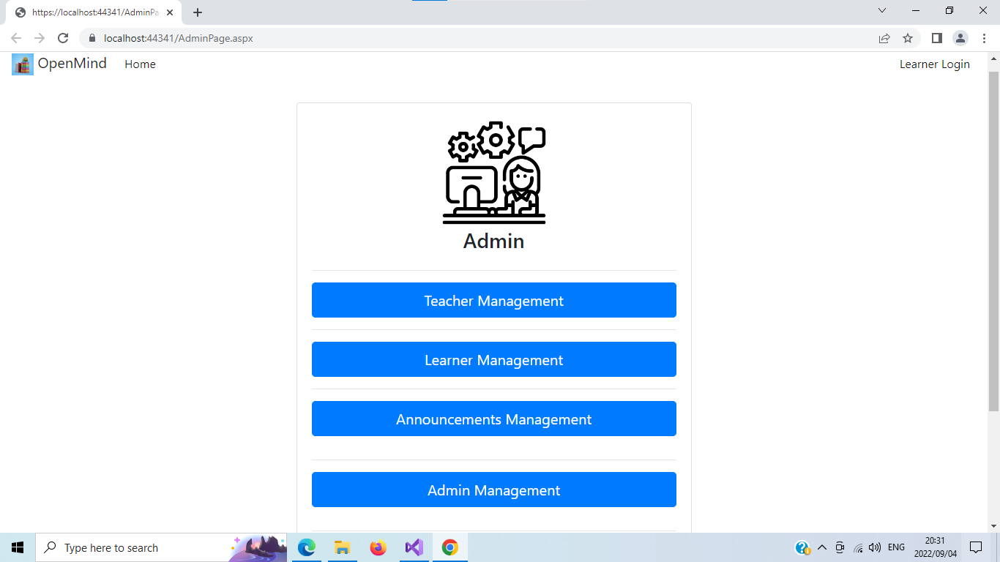 https://localhost:44341/AdminPa
localhost:44341/AdminPage.aspx
OpenMind Home Learner Login
Admin
Teacher Management
Learner Management
Announcements Management
Admin Management
Type here to search
ENG
20:31
2022/09/04